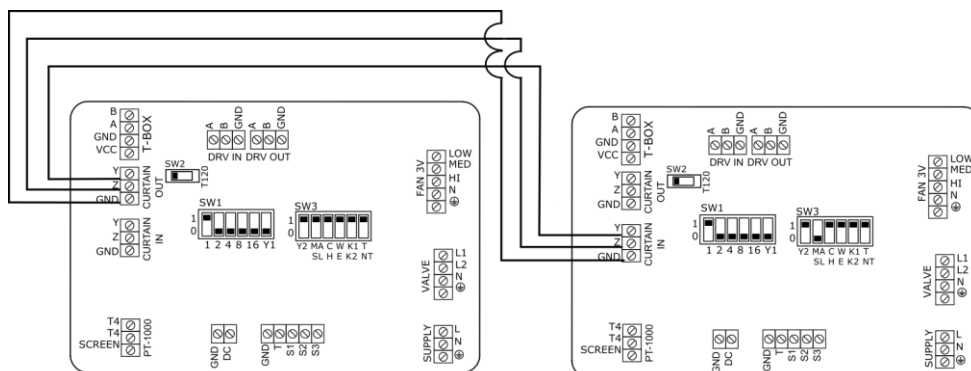 B
A
GND
VCC
T-BOX
A
B
GND
A
B
GND
DRV IN
DRV OUT
SW2
T120
Y
Z
GND
CURTAIN
OUT
Y
Z
GND
CURTAIN
IN
SW1
1
0
1 2 4 8 16 Y1
SW3
1
0
Y2 MA C W K1 T
SL H E K2 NT
LOW
MED
HI
N
FAN 3V
L1
L2
N
VALVE
T4
T4
SCREEN
PT-1000
GND
DC
GND
T
S1
S2
S3
L
N
SUPPLY
B
A
GND
VCC
T-BOX
A
B
GND
A
B
GND
DRV IN
DRV OUT
SW2
T120
Y
Z
GND
CURTAIN
OUT
Y
Z
GND
CURTAIN
IN
SW1
1
0
1 2 4 8 16 Y1
SW3
1
0
Y2 MA C W K1 T
SL H E K2 NT
LOW
MED
HI
N
FAN 3V
L1
L2
N
VALVE
T4
T4
SCREEN
PT-1000
GND
DC
GND
T
S1
S2
S3
L
N
SUPPLY